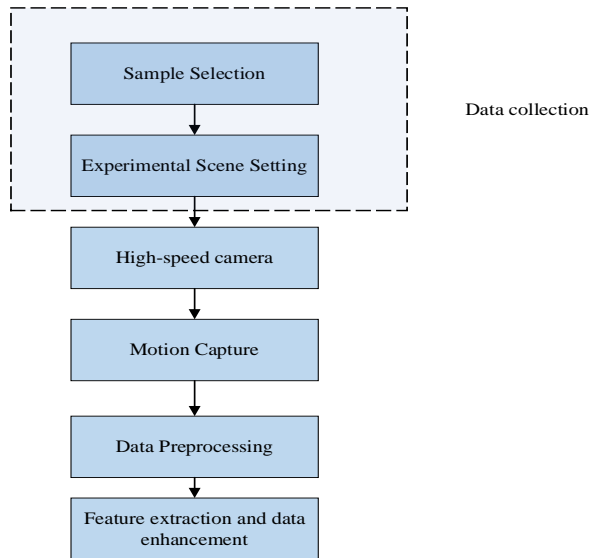 Sample Selection
Data collection
Experimental Scene Setting
High-speed camera
Motion Capture
Data Preprocessing
Feature extraction and data
enhancement